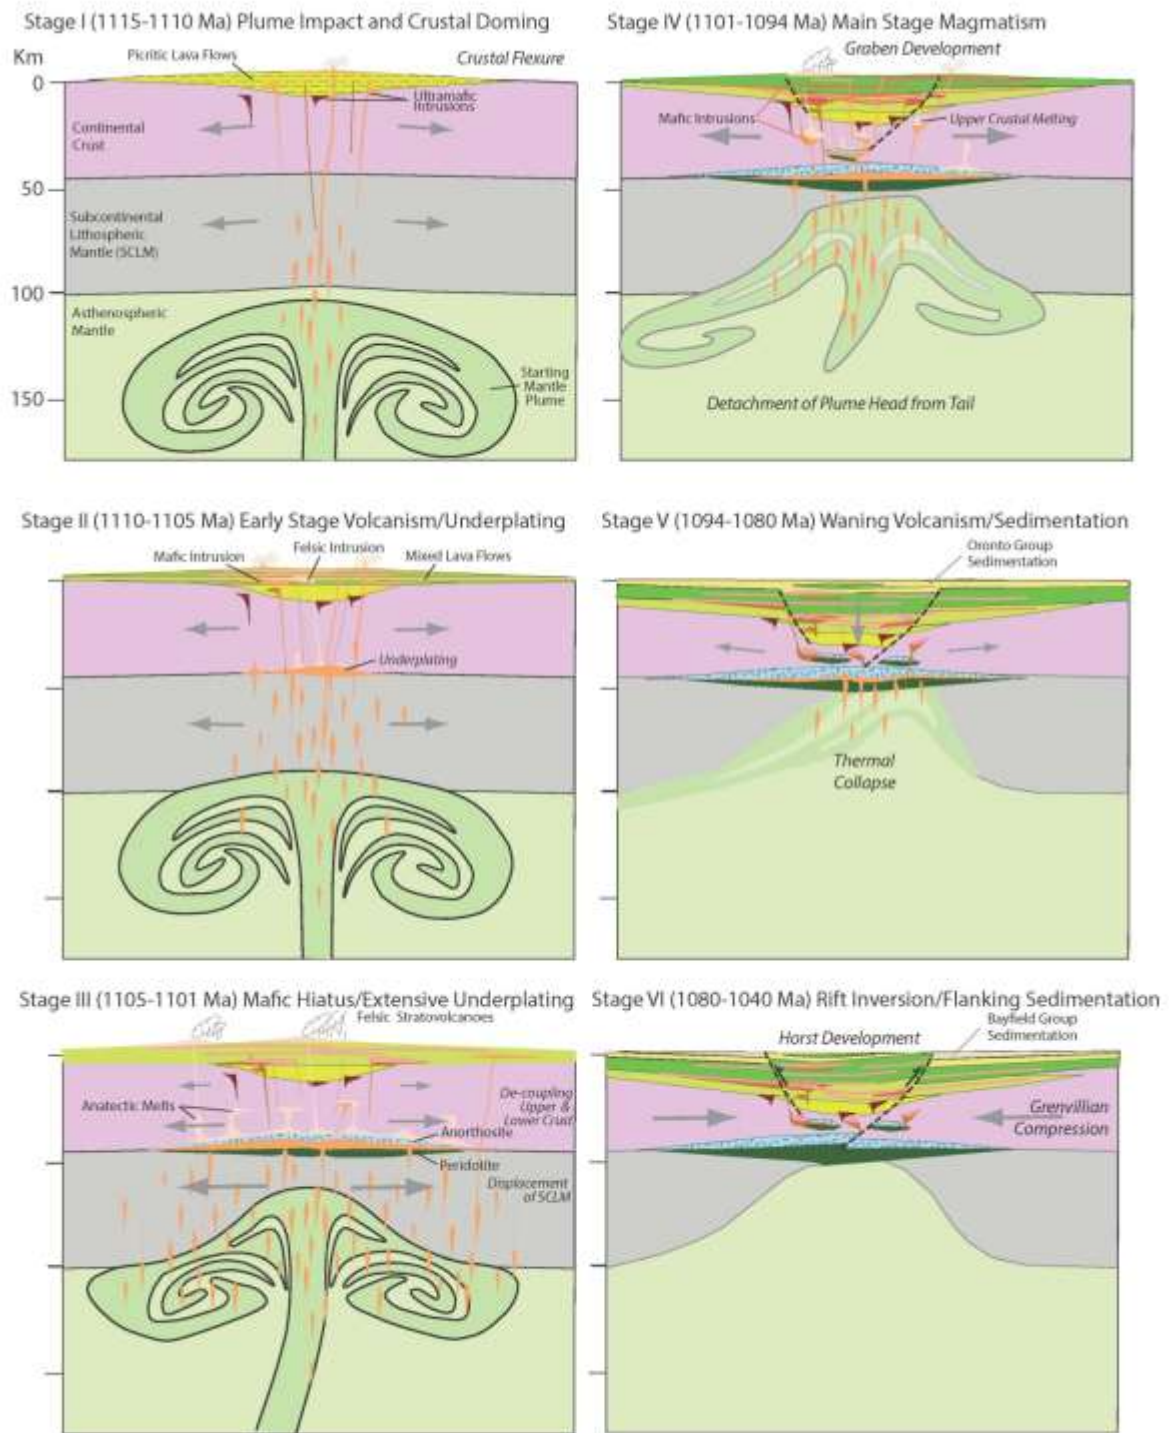 Stage I (1115-1110 Ma) Plume Impact and Crustal Doming
Km
Picritic Lava Flows
Crustal Flexure
0
Ultramafic
Intrusions
Continental
Crust
50
Subcontinental
Lithospheric
Mantle (SCLM)
100
Asthenospheric
Mantle
Starting
Mantle
Plume
150
Stage IV (1101-1094 Ma) Main Stage Magmatism
Graben Development
Mafic Intrusions
Upper Crustal Melting
Detachment of Plume Head from Tail
Stage II (1110-1105 Ma) Early Stage Volcanism/Underplating
Mafic Intrusion
Felsic Intrusion
Mixed Lava Flows
Underplating
Stage V (1094-1080 Ma) Waning Volcanism/Sedimentation
Oronto Group
Sedimentation
Thermal
Collapse
Stage III (1105-1101 Ma) Mafic Hiatus/Extensive Underplating
Felsic Stratovolcanoes
Anatectic Melts
De-coupling
Upper &
Lower Crust
Anorthosite
Peridolite
Displacement
of SCLM
Stage VI (1080-1040 Ma) Rift Inversion/Flanking Sedimentation
Horst Development
Bayfield Group
Sedimentation
Grenvillian
Compression